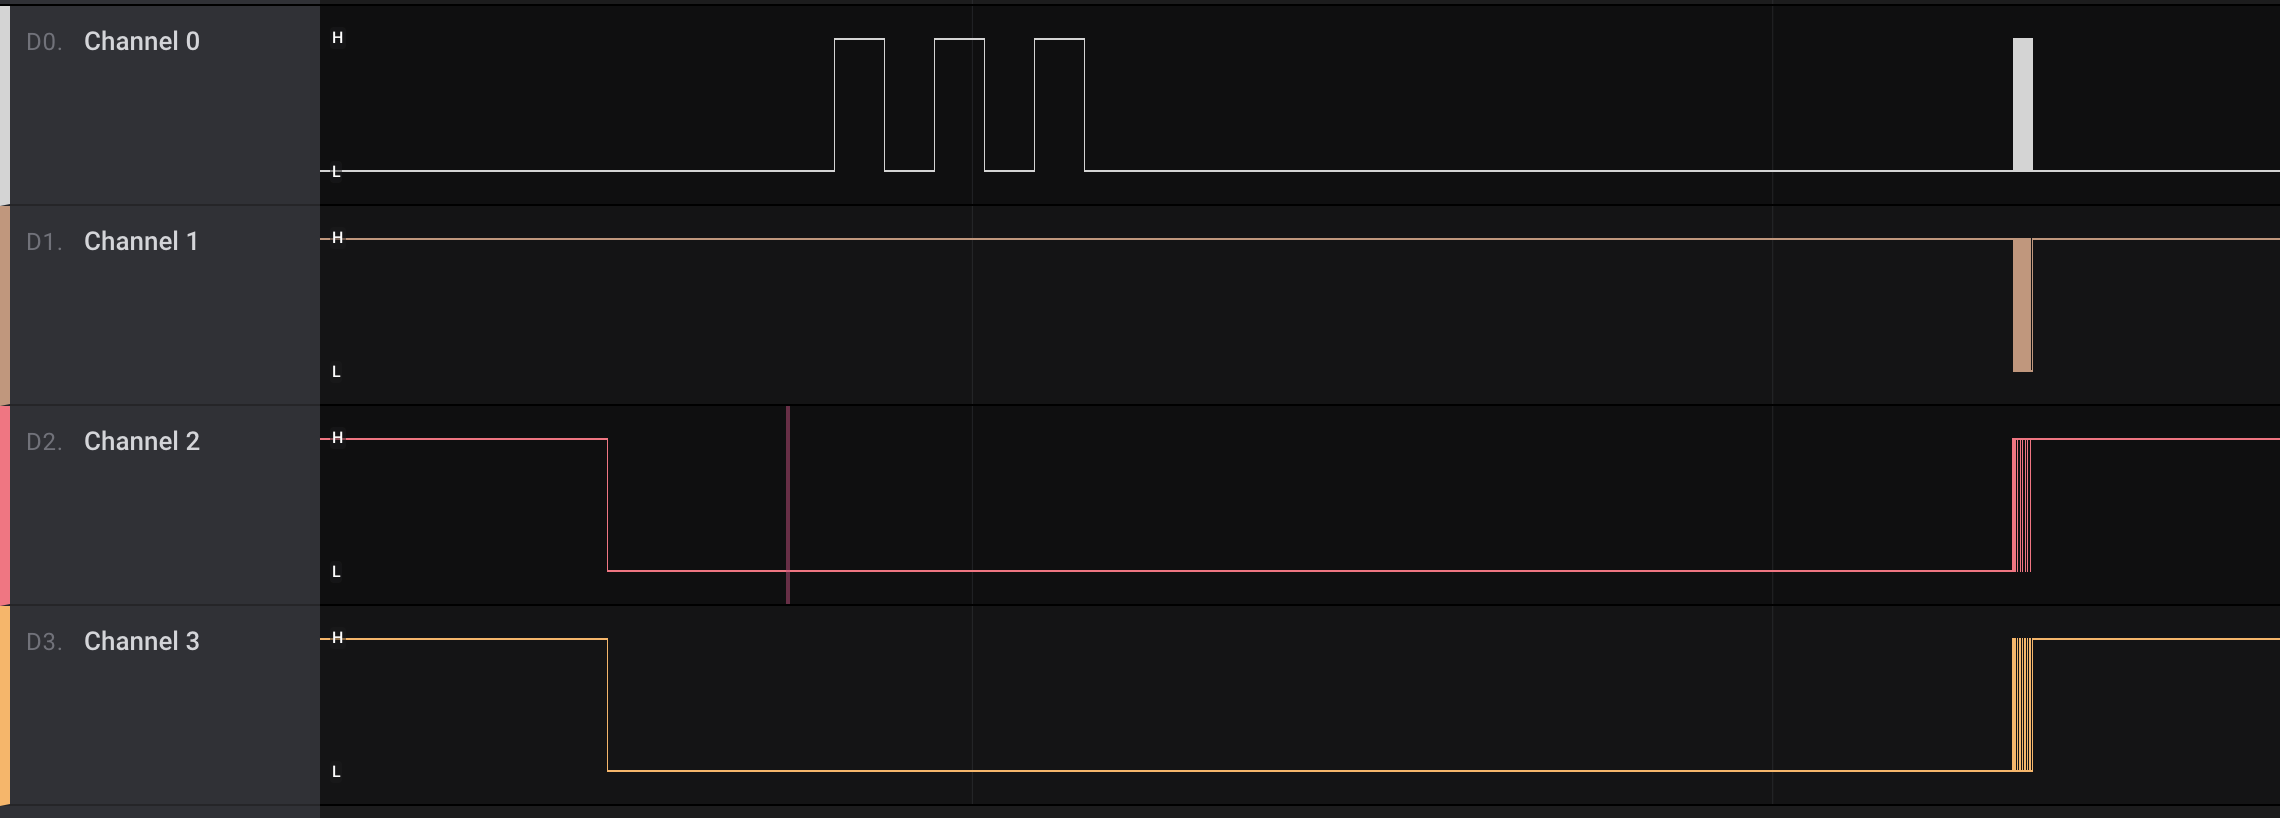 D0. Channel 0 H
L
D1. Channel 1 H
L
D2. Channel 2 H
L
D3. Channel 3 H
L